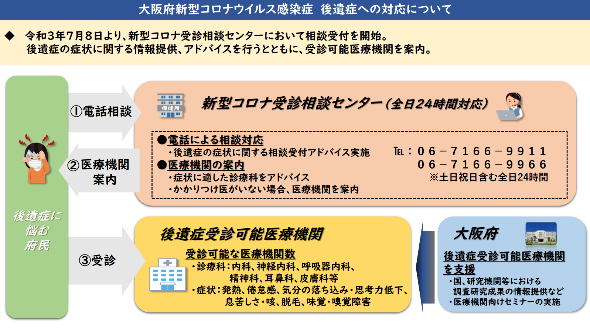 大阪府新型コロナウイルス感染症 後遺症への対応について
◆ 令和3年7月8日より、新型コロナ受診相談センターにおいて相談受付を開始。
後遺症の症状に関する情報提供、アドバイスを行うとともに、受診可能医療機関を案内。
①電話相談
②医療機関
案内
③受診
後遺症に
悩む
府民
新型コロナ受診相談センター(全日24時間対応)
●電話による相談対応
・後遺症の症状に関する相談受付アドバイス実施
●医療機関の案内
・症状に適した診療科をアドバイス
・かかりつけ医がいない場合、医療機関を案内
℡:06-7166-9911
06-7166-9966
※土日祝日含む全日24時間
後遺症受診可能医療機関
受診可能な医療機関数
・診療科:内科、神経内科、呼吸器内科、
精神科、耳鼻科、皮膚科等
・症状:発熱、倦怠感、気分の落ち込み・思考力低下、
息苦しさ・咳、脱毛、味覚・嗅覚障害
大阪府
後遺症受診可能医療機関
を支援
・国、研究機関等における
調査研究成果の情報提供など
・医療機関向けセミナーの実施